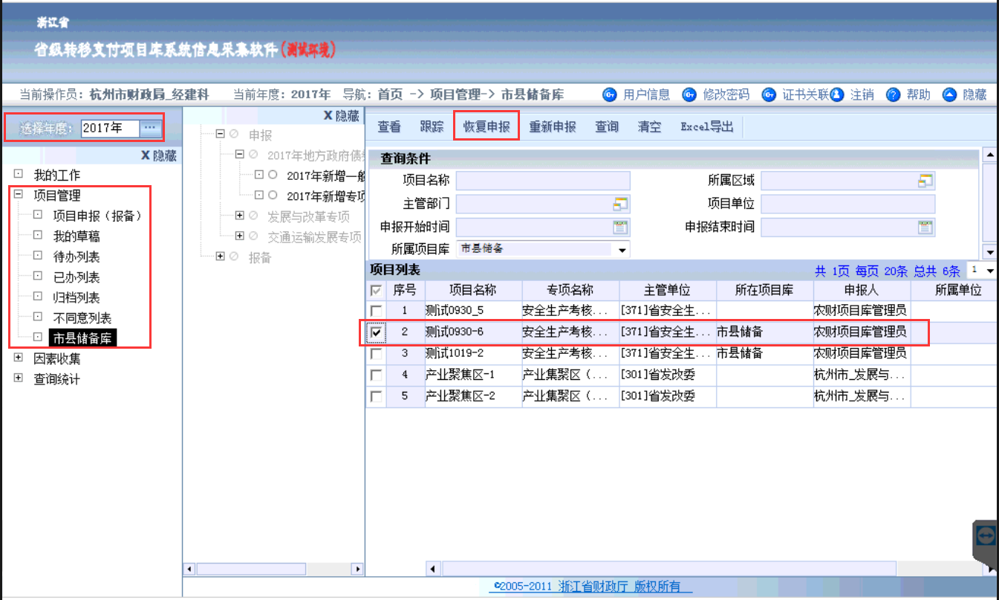 浙江省
省级转移支付项目库系统信息采集软件(测试环境)
当前操作员：杭州市财政局_经建科 当前年度：2017年 导航：首页 -> 项目管理-> 市县储备库 用户信息 修改密码 证书关联 注销 帮助 隐藏
选择年度： 2017年 ...
X 隐藏
我的工作
项目管理
项目申报（报备）
我的草稿
待办列表
已办列表
归档列表
不同意列表
市县储备库
因素收集
查询统计
X 隐藏
申报
2017年地方政府债
2017年新增一般
2017年新增专项
发展与改革专项
交通运输发展专项
报备
查看 跟踪 恢复申报 重新申报 查询 清空 Excel导出
查询条件
项目名称 所属区域
主管部门 项目单位
申报开始时间 申报结束时间
所属项目库 市县储备
项目列表 共 1页 每页 20条 总共 6条 1
序号 项目名称 专项名称 主管单位 所在项目库 申报人 所属单位
1 测试0930_5 安全生产考核... [371]省安全生... 农财项目库管理员
2 测试0930-6 安全生产考核... [371]省安全生... 市县储备 农财项目库管理员
3 测试1019-2 安全生产考核... [371]省安全生... 市县储备 农财项目库管理员
4 产业聚焦区-1 产业集聚区（... [301]省发改委 杭州市_发展与...
5 产业聚焦区-2 产业集聚区（... [301]省发改委 杭州市_发展与...
©2005-2011 浙江省财政厅 版权所有